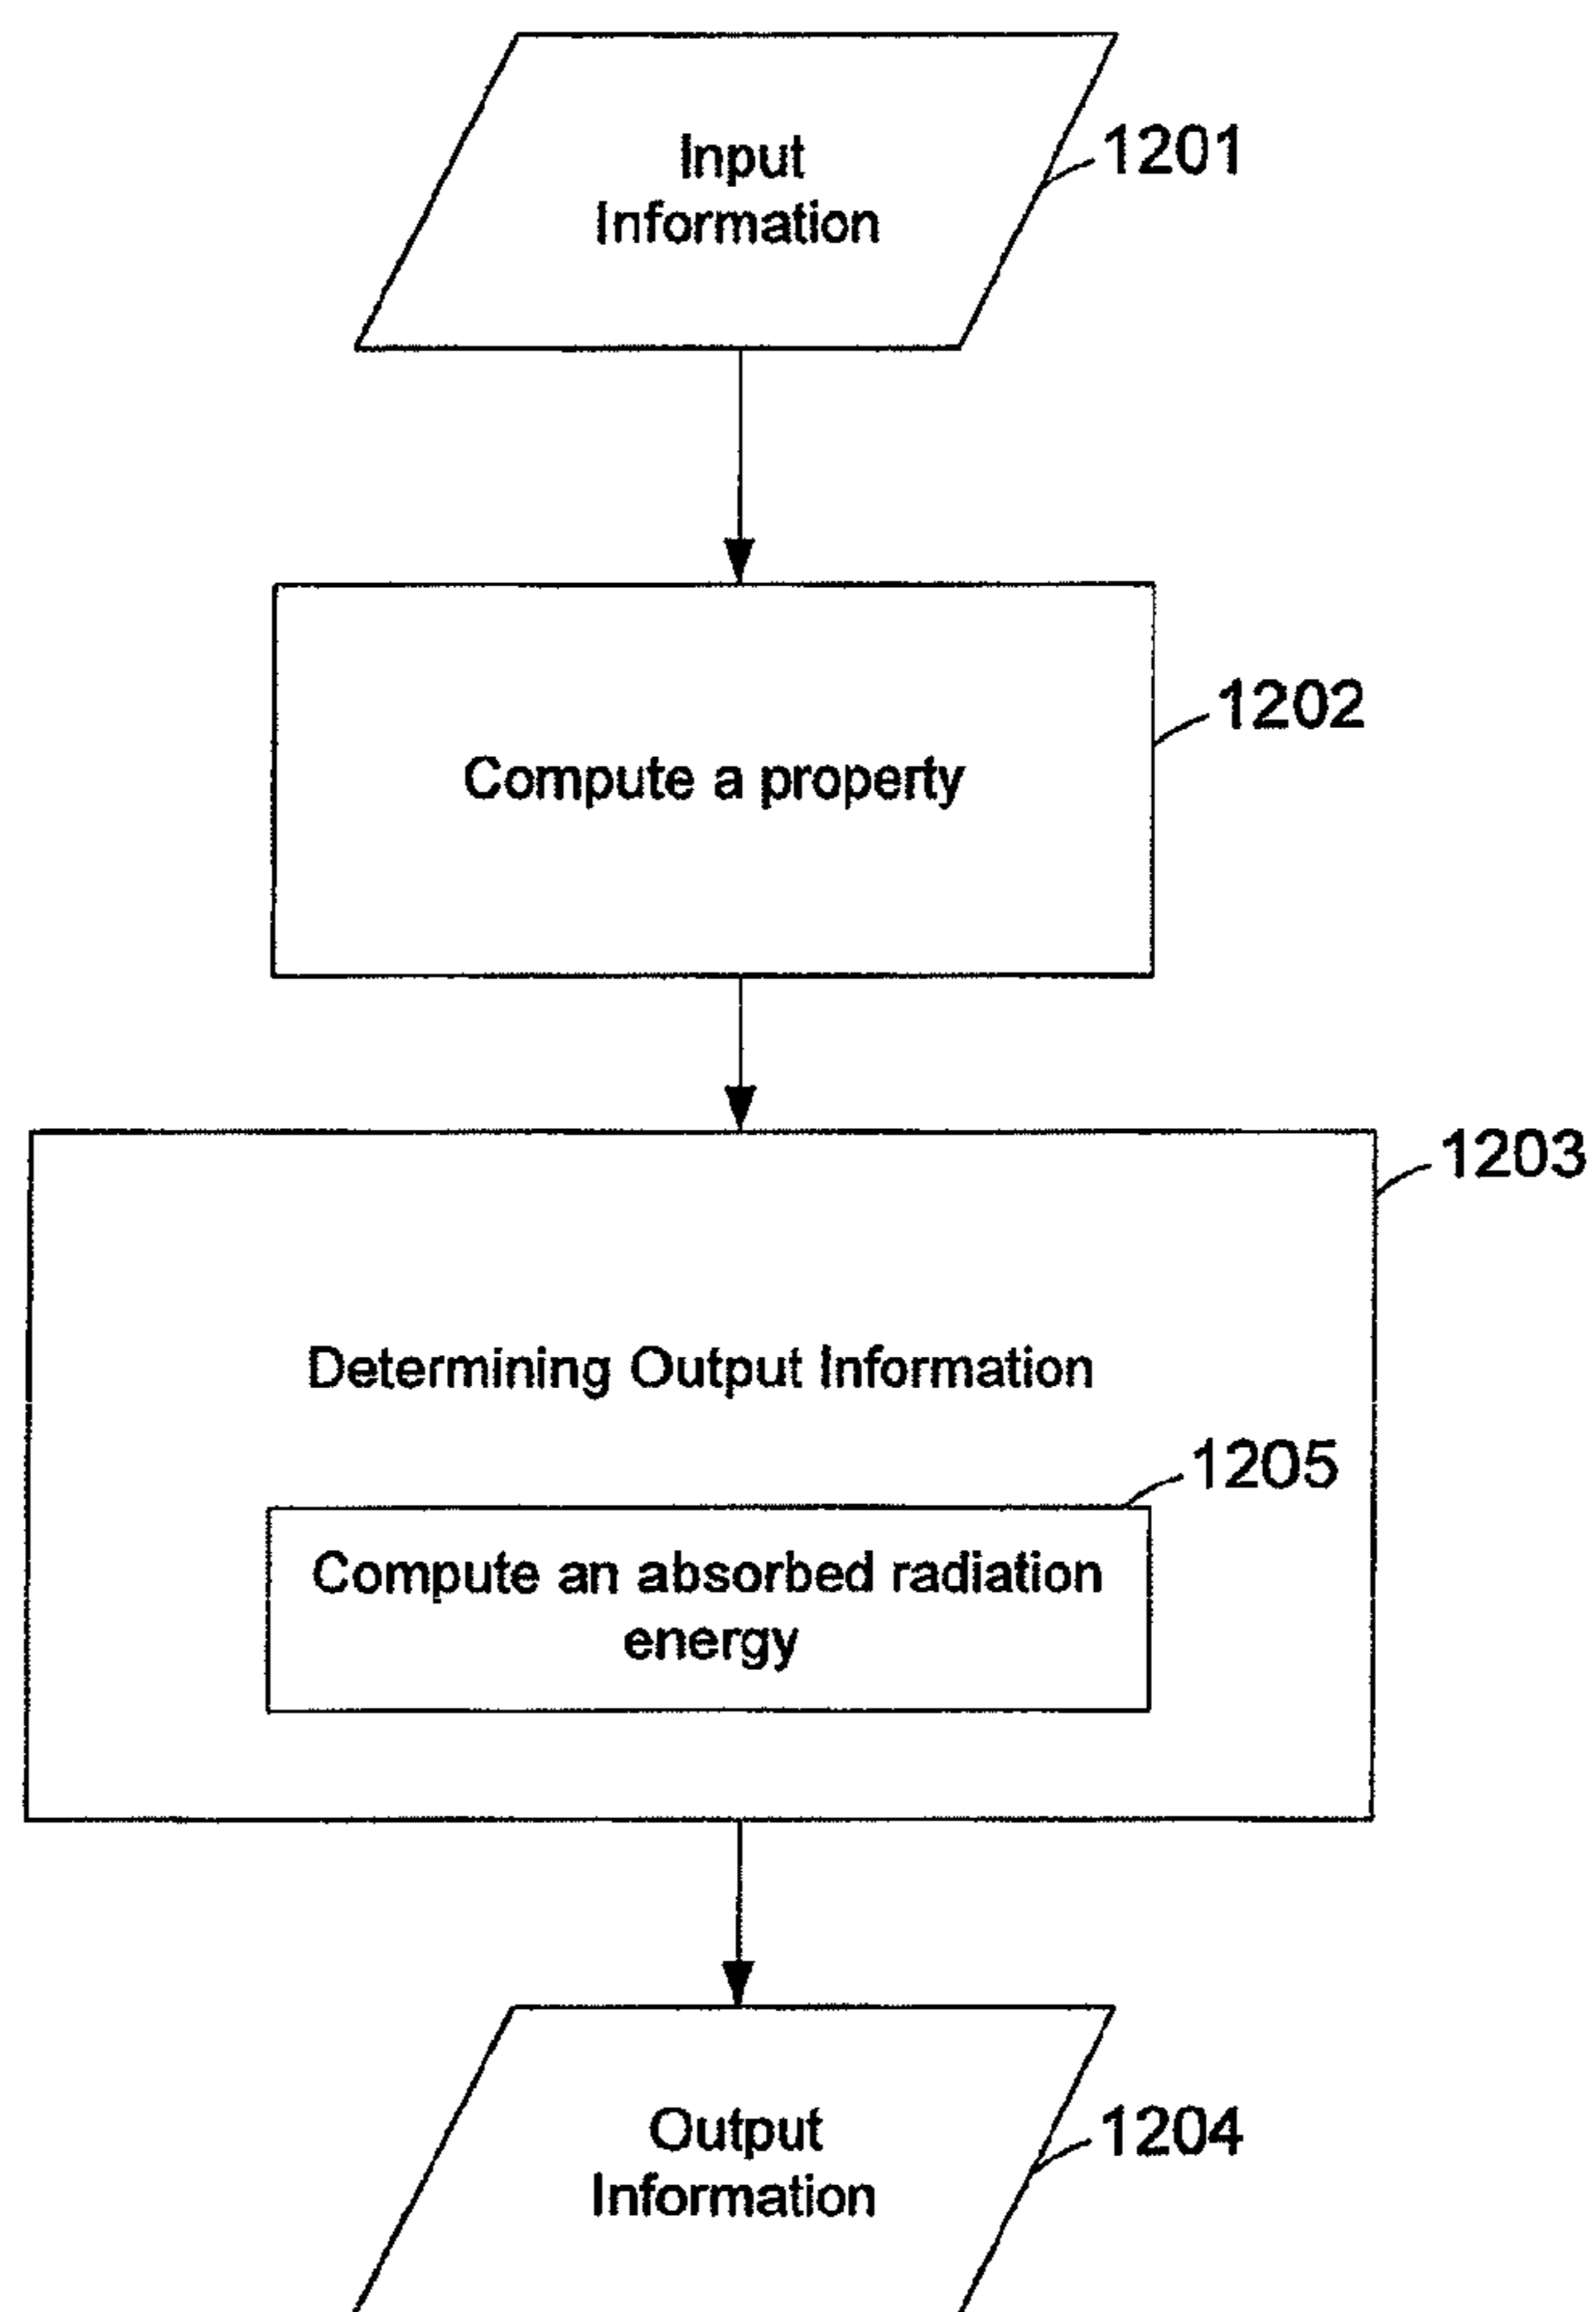 Input
Information
1201
Compute a property
1202
1203
Determining Output Information
1205
Compute an absorbed radiation
energy
Output
Information
1204